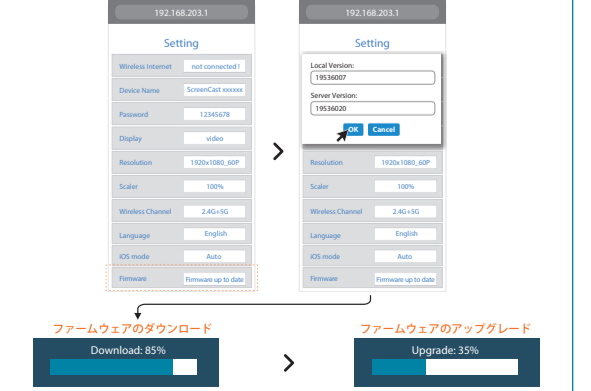 192.168.203.1
Setting
Wireless Internet not connected !
Device Name ScreenCast xxxxxx
Password 12345678
Display video
Resolution 1920x1080_60P
Scaler 100%
Wireless Channel 2.4G+5G
Language English
iOS mode Auto
Firmware Firmware up to date
192.168.203.1
Setting
Local Version:
19536007
Server Version:
19536020
OK Cancel
Resolution 1920x1080_60P
Scaler 100%
Wireless Channel 2.4G+5G
Language English
iOS mode Auto
Firmware Firmware up to date
ファームウェアのダウンロード
Download: 85%
ファームウェアのアップグレード
Upgrade: 35%